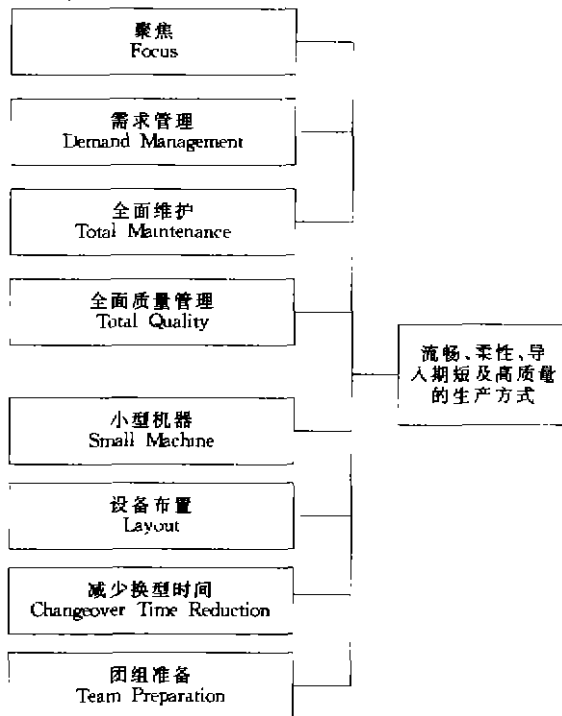 聚焦
Focus
需求管理
Demand Management
全面维护
Total Maintenance
全面质量管理
Total Quality
流畅、柔性、导
入期短及高质量
的生产方式
小型机器
Small Machine
设备布置
Layout
减少换型时间
Changeover Time Reduction
团组准备
Team Preparation